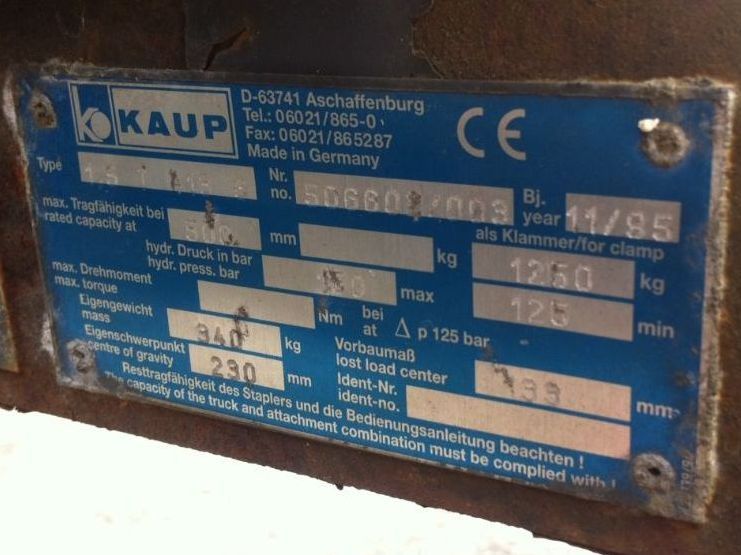 KAUP
D-63741 Aschaffenburg
Tel.: 06021/865-0
Fax: 06021/865287
Made in Germany
CE
Type
Nr.
no.
Bj.
year 11/95
max. Tragfähigkeit bei
rated capacity at
mm
kg
als Klammer/for clamp
1250 kg
hydr. Druck in bar
hydr. press. bar
max
125 min
max. Drehmoment
max. torque
Nm bei
at Δ p 125 bar
Eigengewicht
mass
340 kg
Vorbaumaß
lost load center
mm
Eigenschwerpunkt
centre of gravity
230 mm
Ident-Nr.
ident-no.
Resttragfähigkeit des Staplers und die Bedienungsanleitung beachten !
The capacity of the truck and attachment combination must be complied with !